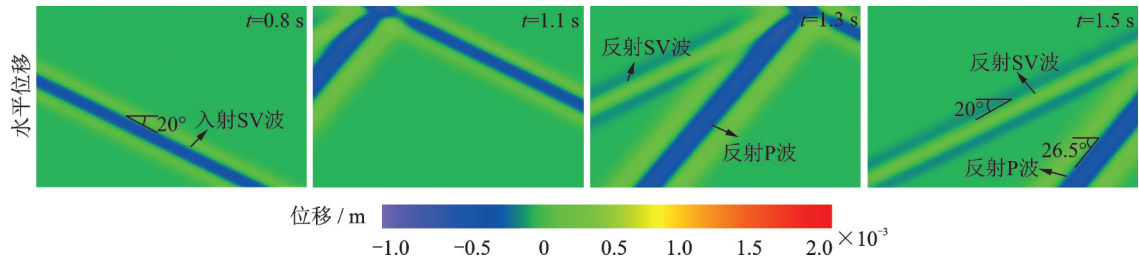 水平位移
t=0.8 s
20°
入射SV波
t=1.1 s
t=1.3 s
反射SV波
反射P波
t=1.5 s
反射SV波
20°
26.5°
反射P波
位移 / m
−1.0 −0.5 0 0.5 1.0 1.5 2.0 ×10⁻³